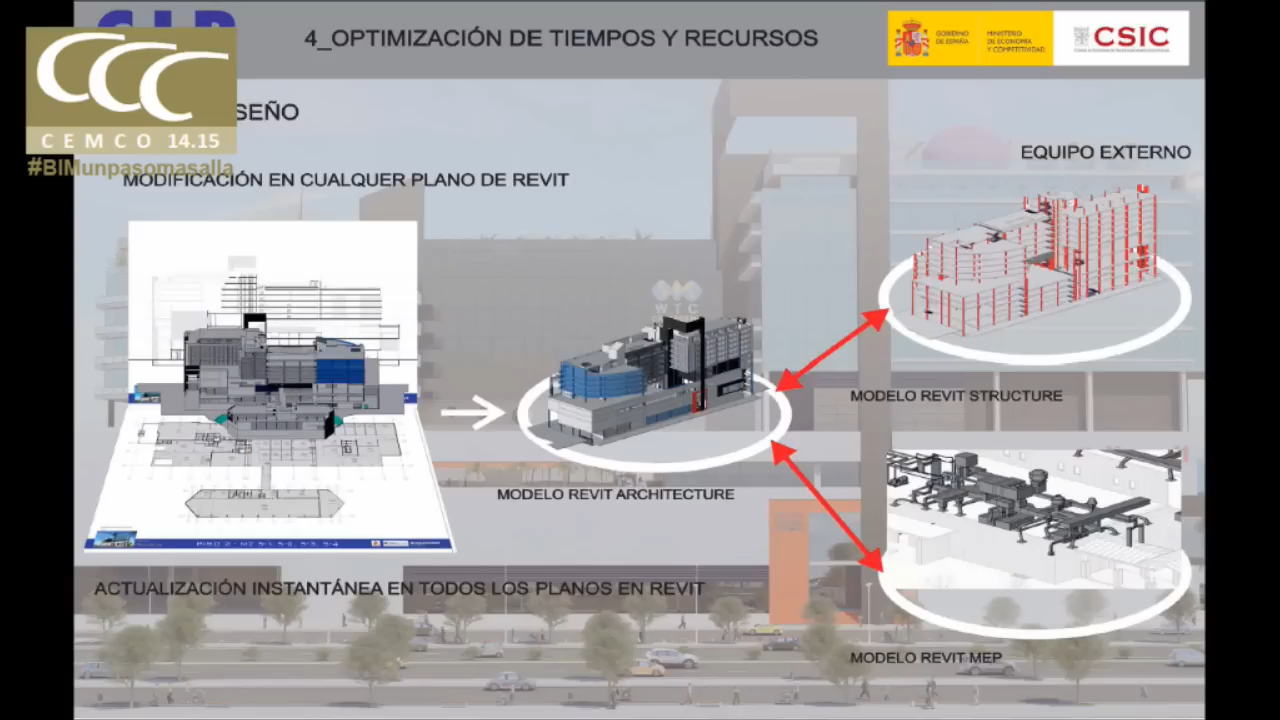 4_OPTIMIZACIÓN DE TIEMPOS Y RECURSOS
GOBIERNO
DE ESPAÑA
MINISTERIO
DE ECONOMÍA
Y COMPETITIVIDAD
CSIC
CEMCO 14.15
#BIMunpasomasalla
SEÑO
MODIFICACIÓN EN CUALQUER PLANO DE REVIT
EQUIPO EXTERNO
WTC
MODELO REVIT STRUCTURE
MODELO REVIT ARCHITECTURE
ACTUALIZACIÓN INSTANTÁNEA EN TODOS LOS PLANOS EN REVIT
MODELO REVIT MEP